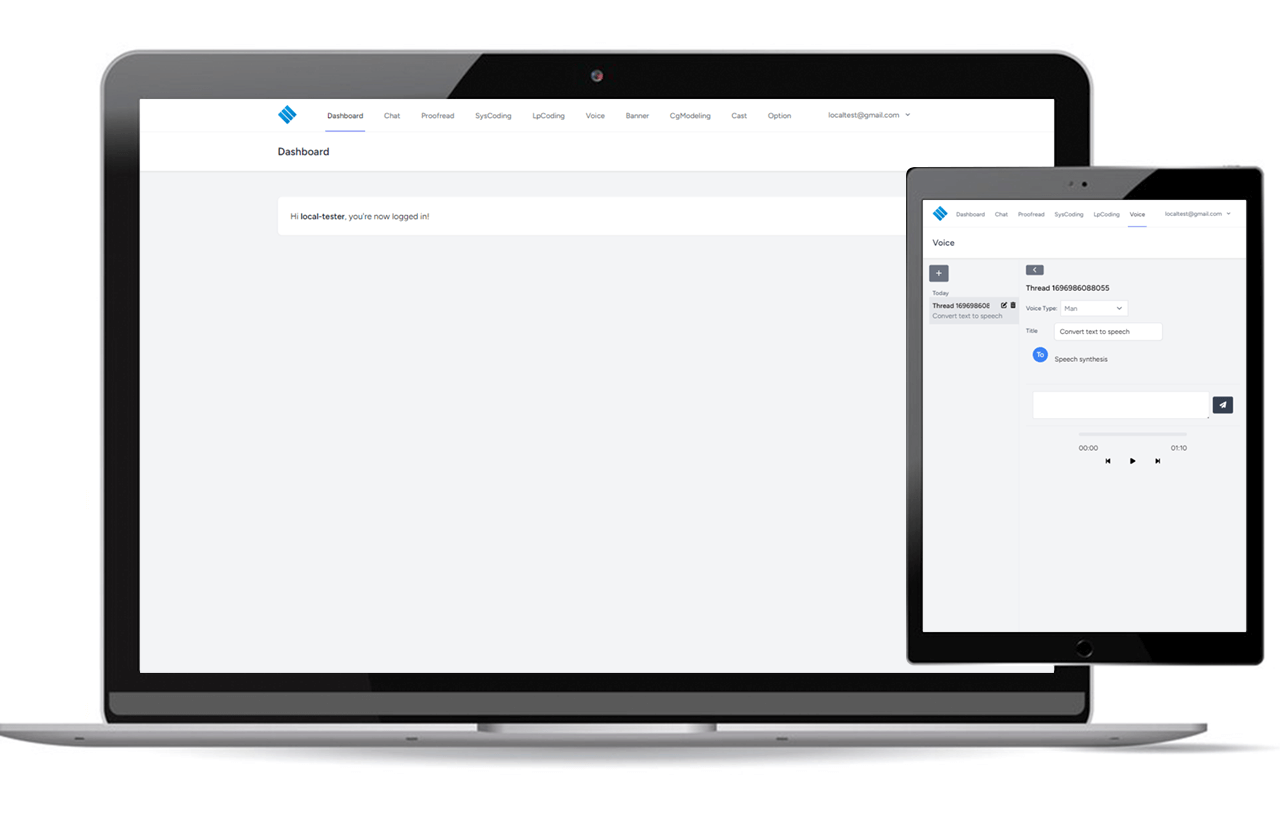 Dashboard Chat Proofread SysCoding LpCoding Voice Banner CgModeling Cast Option localtest@gmail.com
Dashboard
Hi local-tester, you're now logged in!
Dashboard Chat Proofread SysCoding LpCoding Voice localtest@gmail.com
Voice
+
Today
Thread 16969860
Convert text to speech
Thread 1696986088055
Voice Type: Man
Title Convert text to speech
To Speech synthesis
00:00 01:10